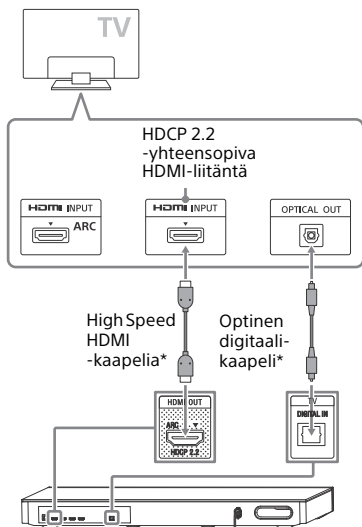 TV
HDCP 2.2
-yhteensopiva
HDMI-liitäntä
HDMI INPUT
ARC
HDMI INPUT
OPTICAL OUT
High Speed
HDMI
-kaapelia*
Optinen
digitaali-
kaapeli*
HDMI OUT
ARC
HDCP 2.2
TV
DIGITAL IN